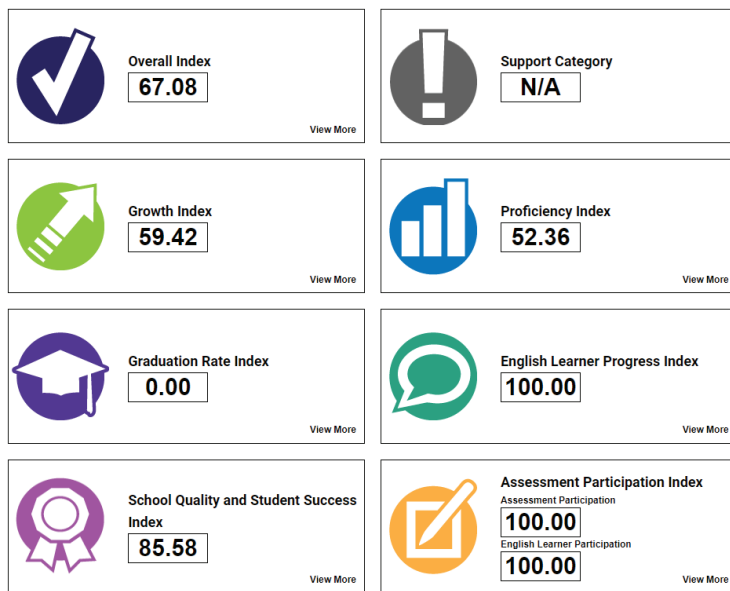 Overall Index
67.08
View More
Support Category
N/A
Growth Index
59.42
View More
Proficiency Index
52.36
View More
Graduation Rate Index
0.00
View More
English Learner Progress Index
100.00
View More
School Quality and Student Success
Index
85.58
View More
Assessment Participation Index
Assessment Participation
100.00
English Learner Participation
100.00
View More